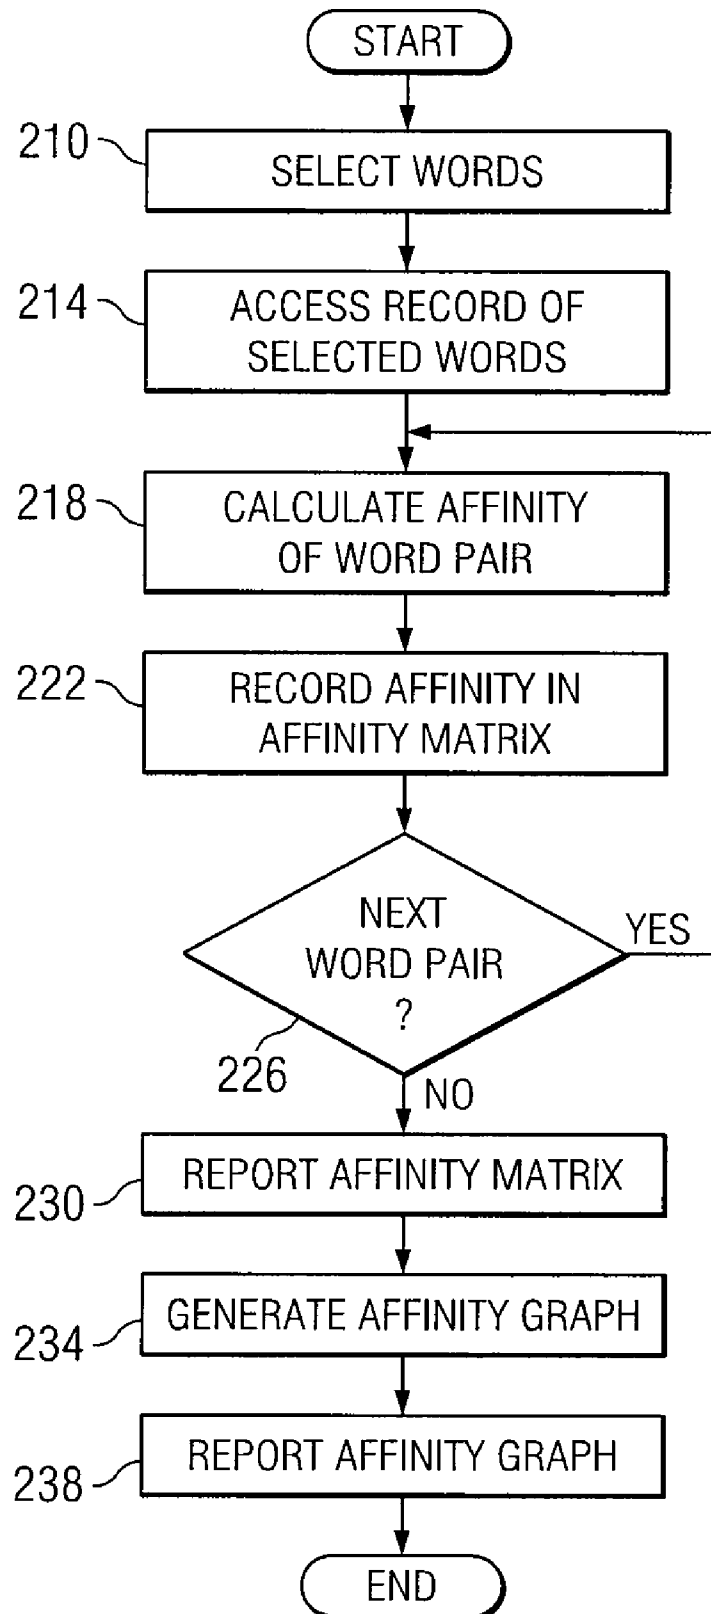 START
210
SELECT WORDS
214
ACCESS RECORD OF
SELECTED WORDS
218
CALCULATE AFFINITY
OF WORD PAIR
222
RECORD AFFINITY IN
AFFINITY MATRIX
NEXT
WORD PAIR
?
YES
226
NO
230
REPORT AFFINITY MATRIX
234
GENERATE AFFINITY GRAPH
238
REPORT AFFINITY GRAPH
END